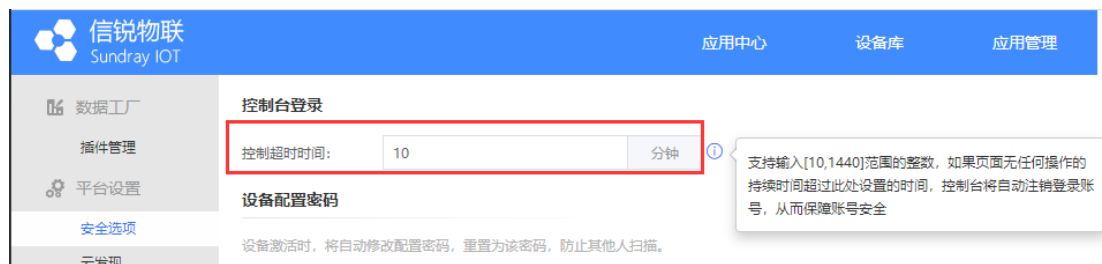 信锐物联
Sundray IOT
应用中心
设备库
应用管理
数据工厂
插件管理
平台设置
安全选项
云发现
控制台登录
控制超时时间：
10
分钟
支持输入[10,1440]范围的整数，如果页面无任何操作的
持续时间超过此处设置的时间，控制台将自动注销登录账
号，从而保障账号安全
设备配置密码
设备激活时，将自动修改配置密码，重置为该密码，防止其他人扫描。